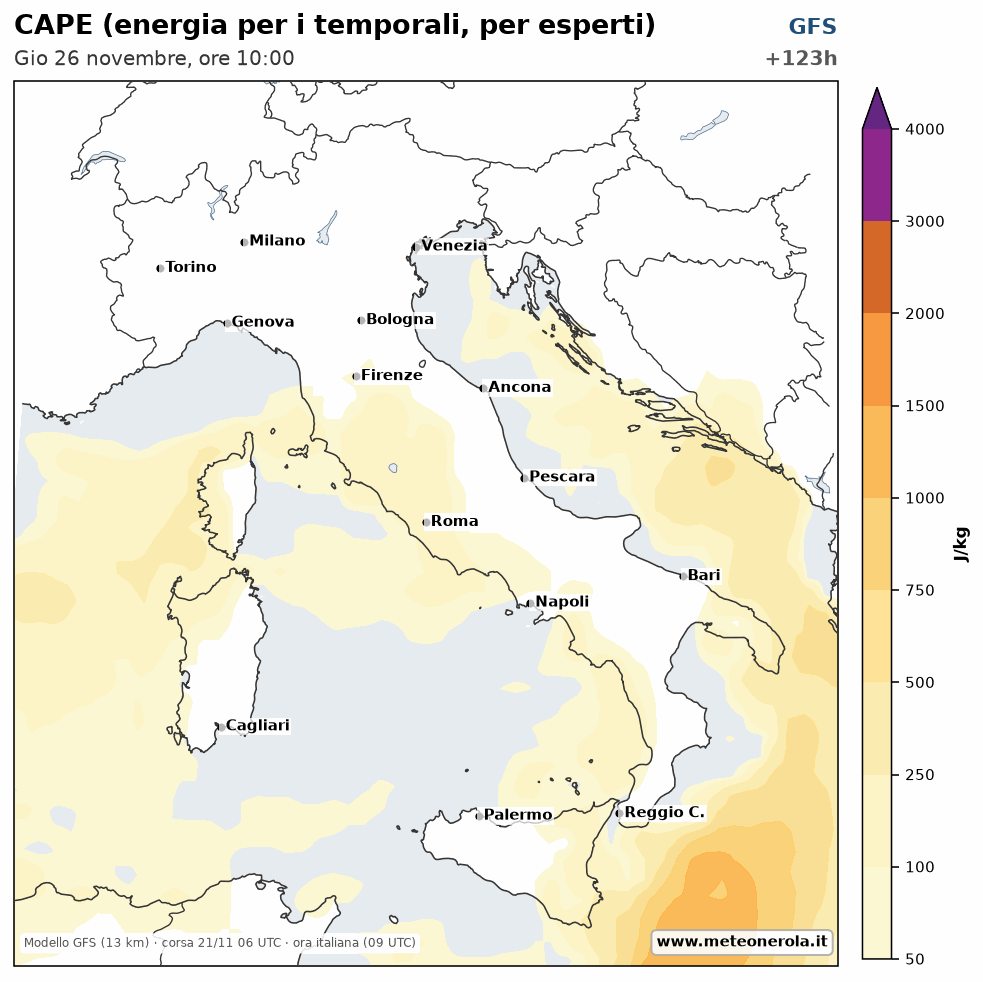 CAPE (energia per i temporali, per esperti)
GFS
Gio 26 novembre, ore 10:00
+123h
4000
3000
2000
1500
1000
750
500
250
100
50
J/kg
Milano
Venezia
Torino
Genova
Bologna
Firenze
Ancona
Pescara
Roma
Bari
Napoli
Cagliari
Palermo
Reggio C.
Modello GFS (13 km) · corsa 21/11 06 UTC · ora italiana (09 UTC)
www.meteonerola.it